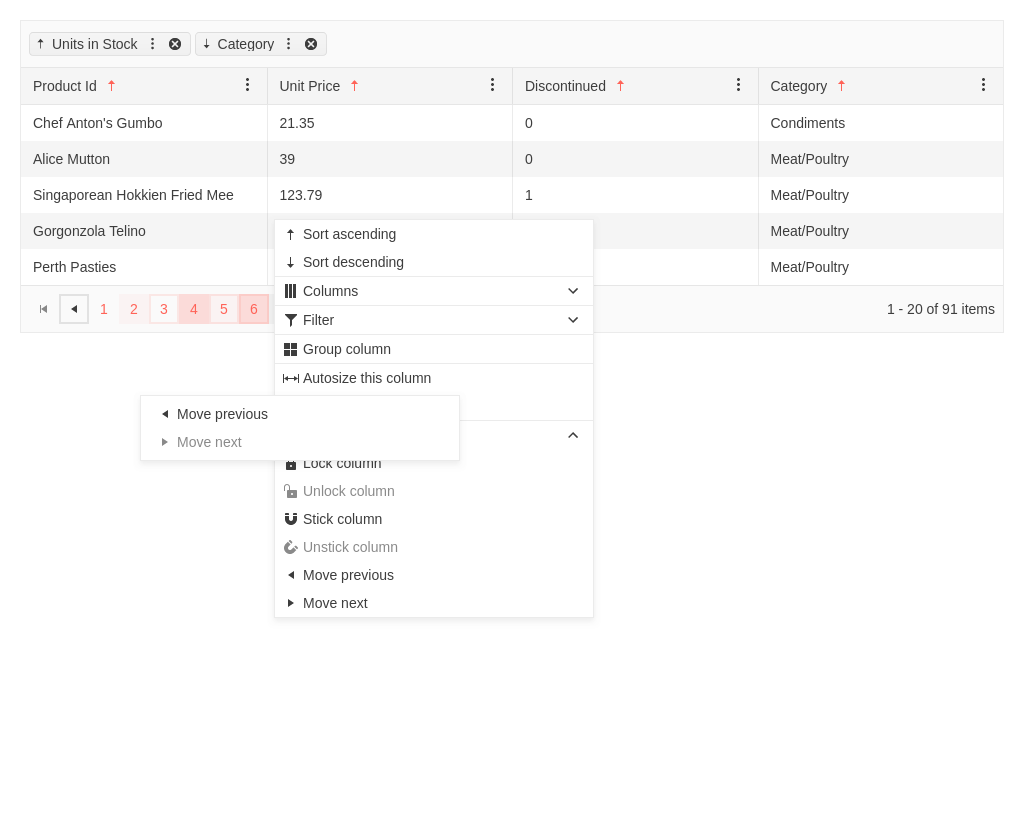 Units in Stock Category
Product Id Unit Price Discontinued Category
Chef Anton's Gumbo 21.35 0 Condiments
Alice Mutton 39 0 Meat/Poultry
Singaporean Hokkien Fried Mee 123.79 1 Meat/Poultry
Gorgonzola Telino Meat/Poultry
Perth Pasties Meat/Poultry
1 2 3 4 5 6 1 - 20 of 91 items
Sort ascending
Sort descending
Columns
Filter
Group column
Autosize this column
Move previous
Move next
Lock column
Unlock column
Stick column
Unstick column
Move previous
Move next